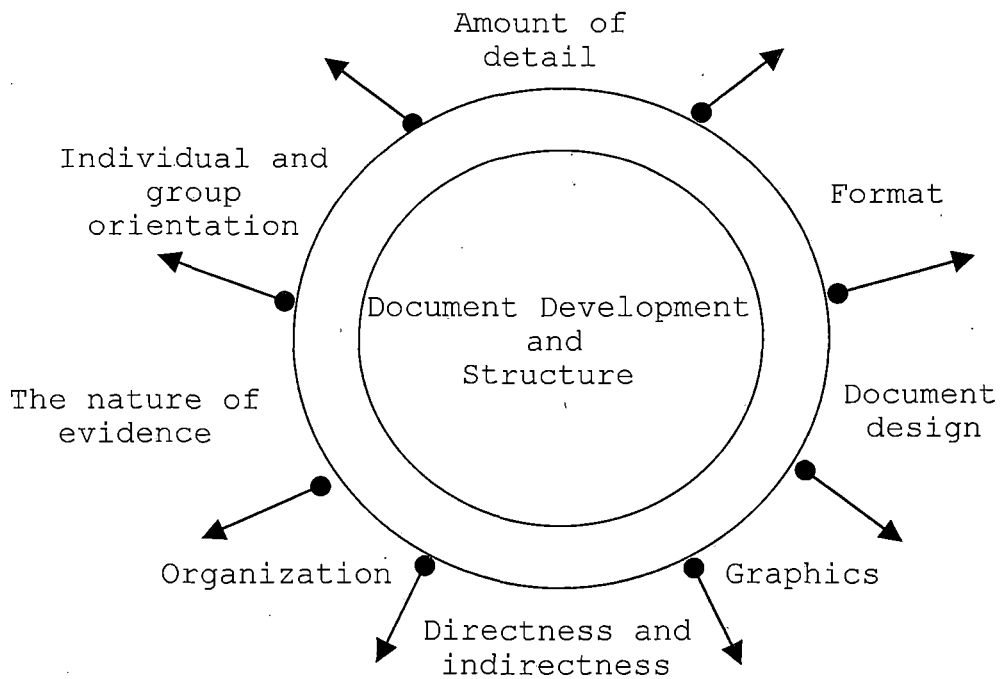 Amount of
detail
Individual and
group
orientation
Format
Document Development
and
Structure
The nature of
evidence
Document
design
Organization
Graphics
Directness and
indirectness